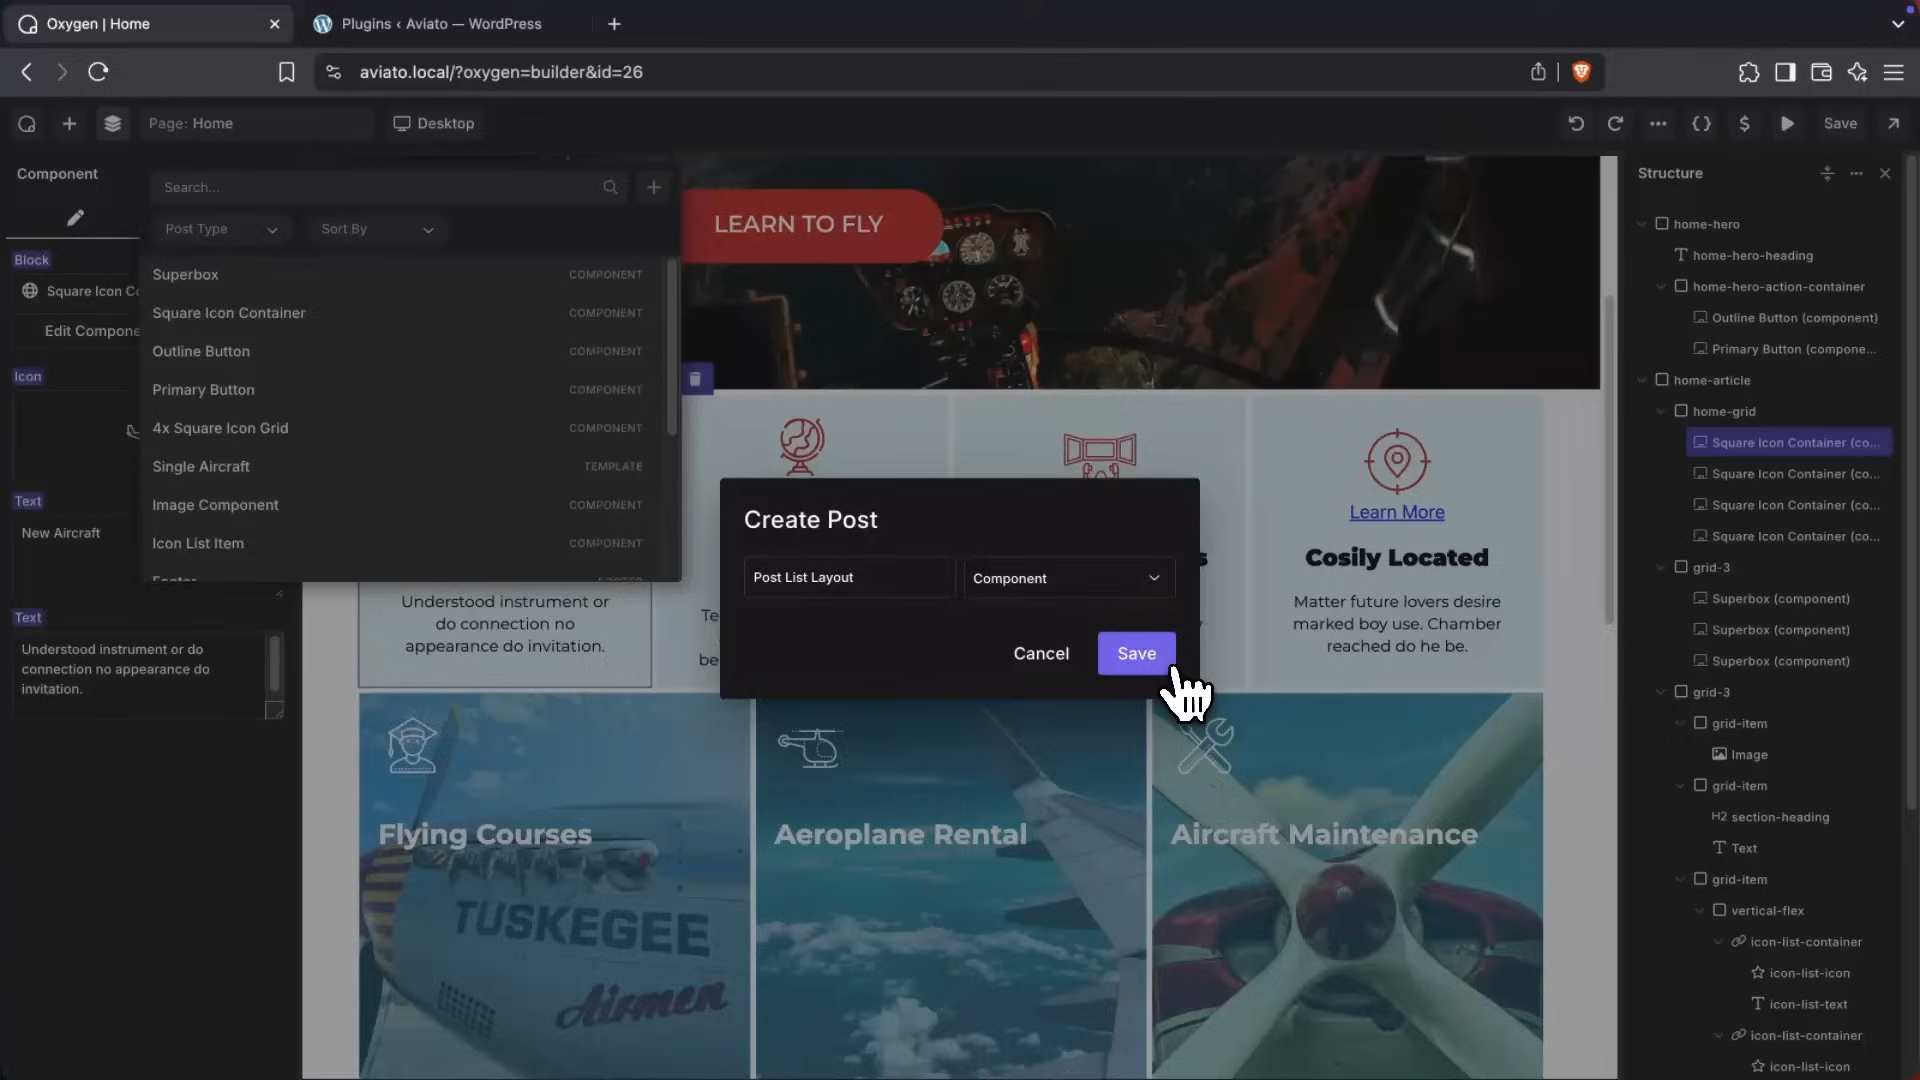 Oxygen | Home
Plugins ‹ Aviato — WordPress
aviato.local/?oxygen=builder&id=26
Page: Home
Desktop
Save
Component
Block
Square Icon Co
Edit Compone
Icon
Text
New Aircraft
Text
Understood instrument or do
connection no appearance do
invitation.
Search...
Post Type
Sort By
Superbox
COMPONENT
Square Icon Container
COMPONENT
Outline Button
COMPONENT
Primary Button
COMPONENT
4x Square Icon Grid
COMPONENT
Single Aircraft
TEMPLATE
Image Component
COMPONENT
Icon List Item
COMPONENT
Footer
FOOTER
LEARN TO FLY
Understood instrument or
do connection no
appearance do invitation.
Te
be
s
y
Learn More
Cosily Located
Matter future lovers desire
marked boy use. Chamber
reached do he be.
Create Post
Post List Layout
Component
Cancel
Save
Flying Courses
Aeroplane Rental
Aircraft Maintenance
TUSKEGEE
Airmen
Structure
home-hero
home-hero-heading
home-hero-action-container
Outline Button (component)
Primary Button (compone...
home-article
home-grid
Square Icon Container (co...
Square Icon Container (co...
Square Icon Container (co...
Square Icon Container (co...
grid-3
Superbox (component)
Superbox (component)
Superbox (component)
grid-3
grid-item
Image
grid-item
H2 section-heading
Text
grid-item
vertical-flex
icon-list-container
icon-list-icon
icon-list-text
icon-list-container
icon-list-icon